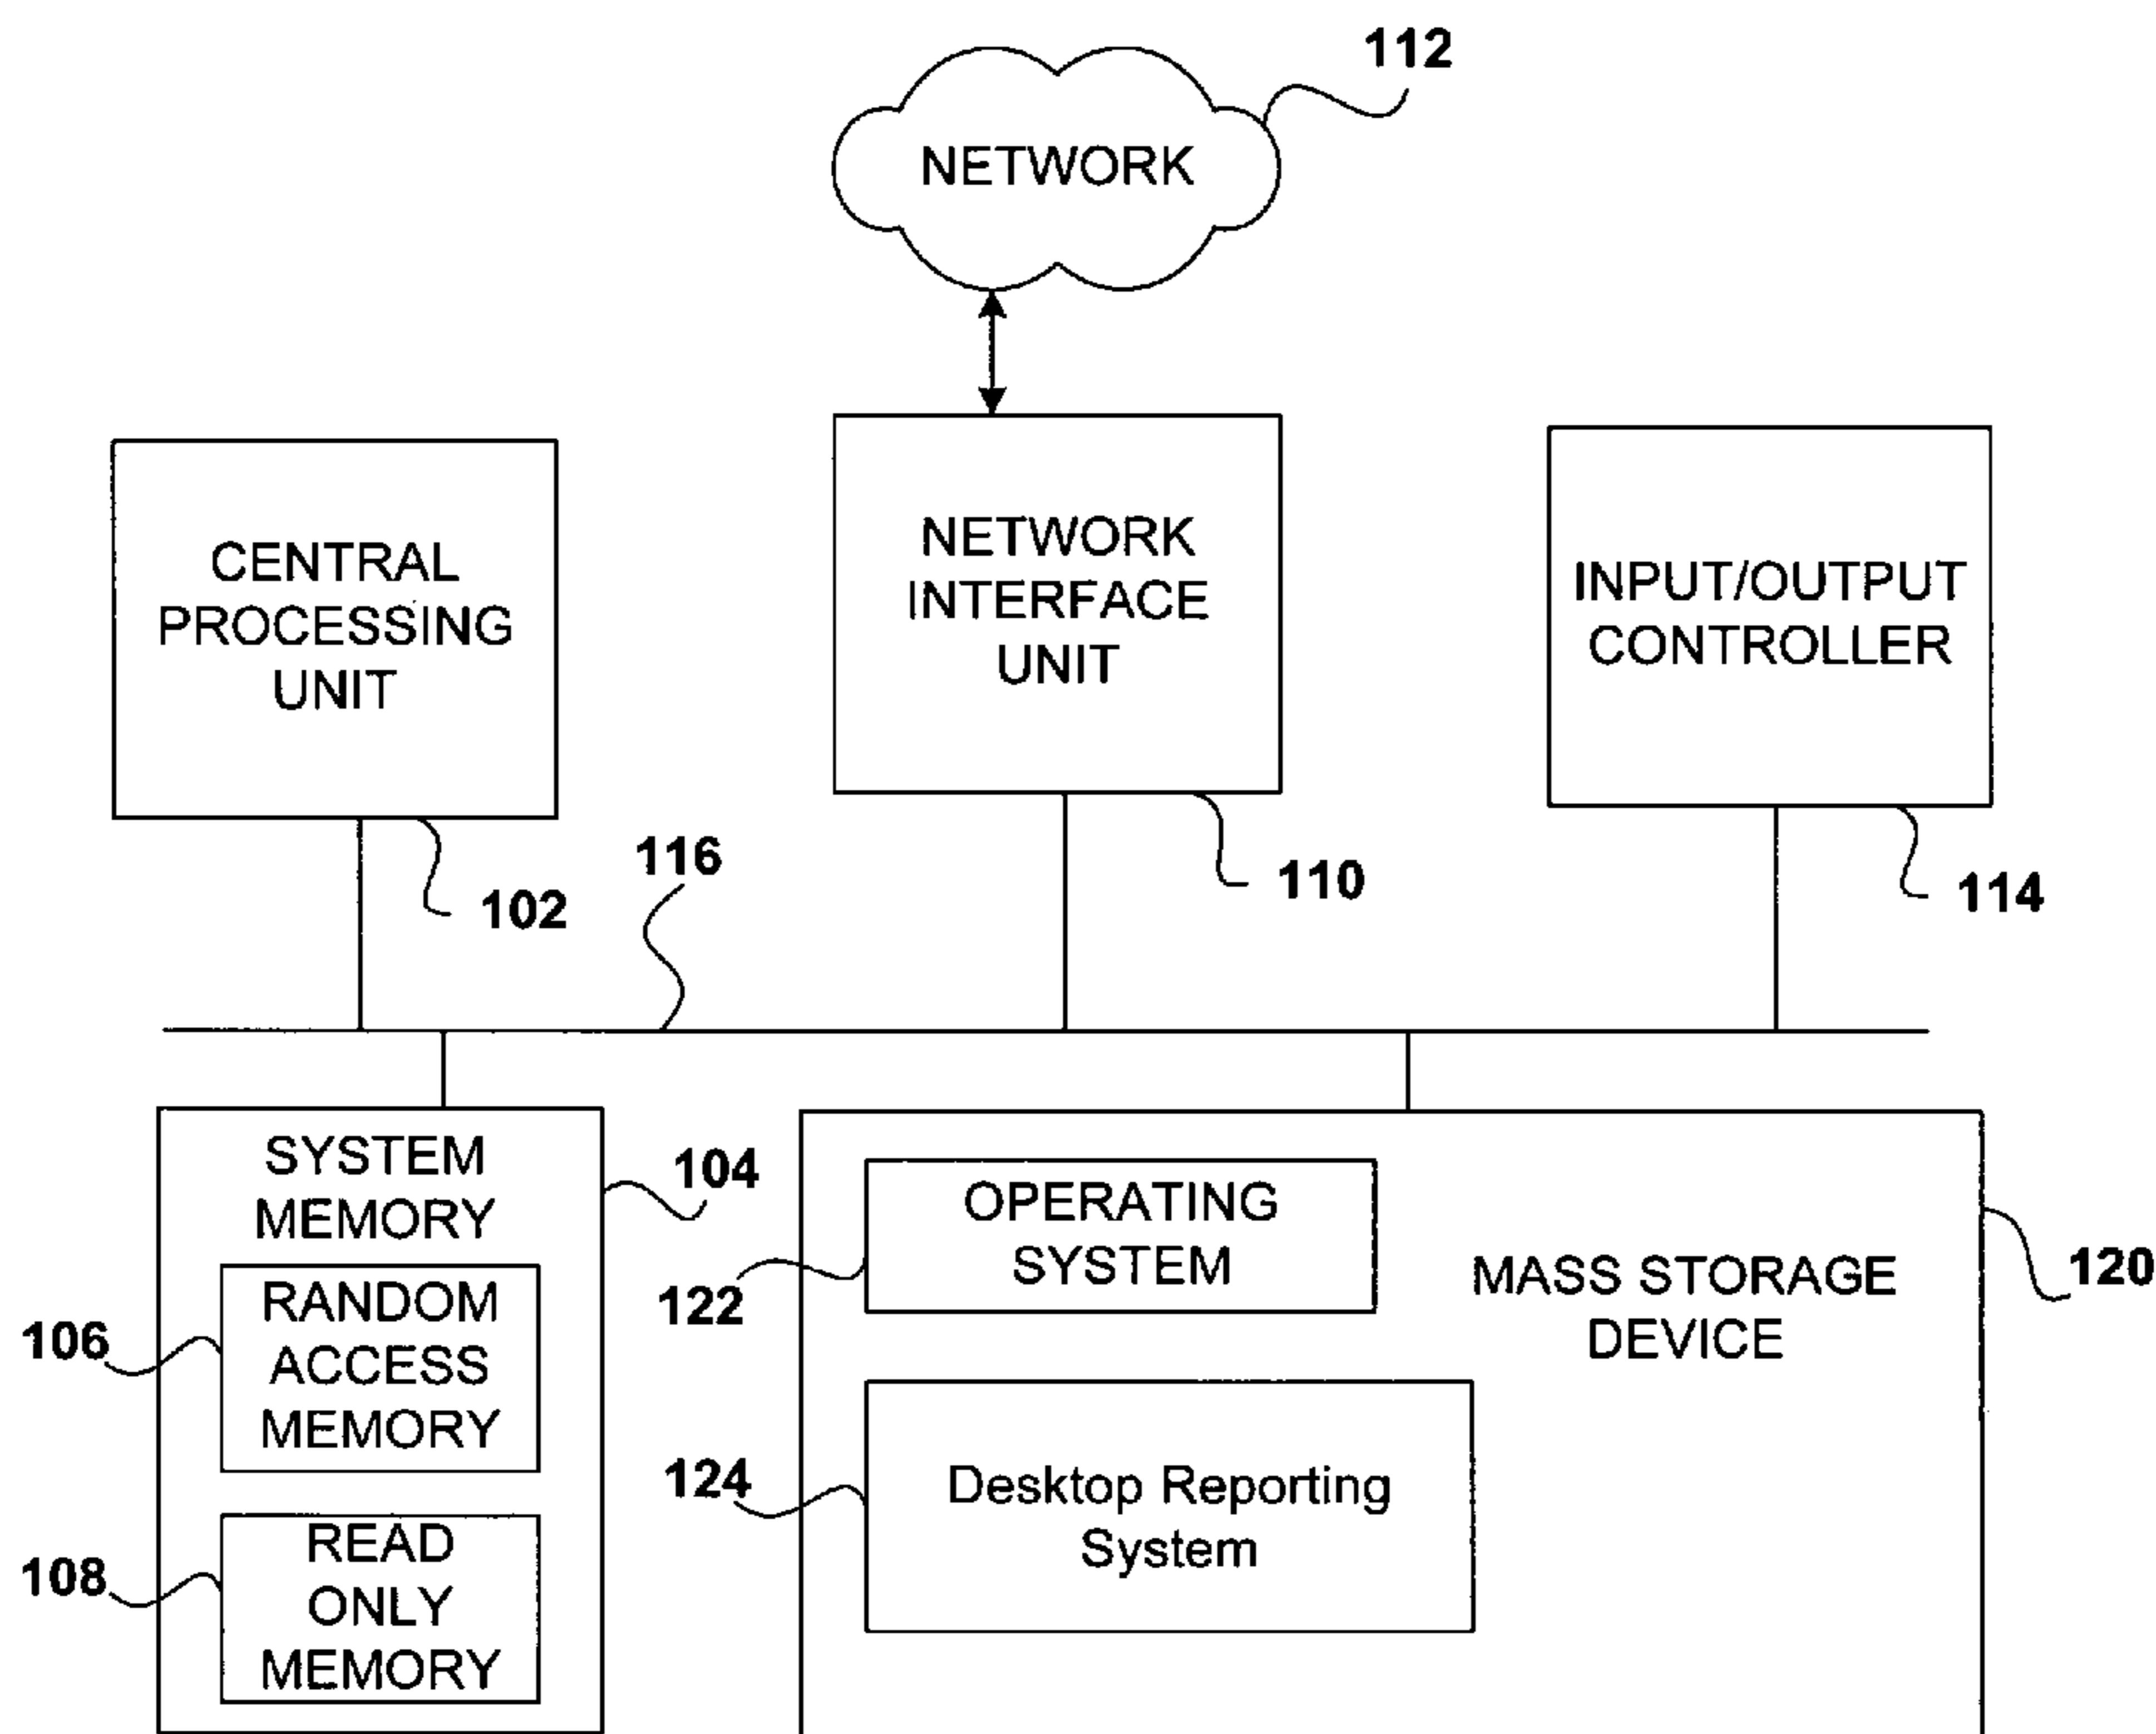 112
NETWORK
CENTRAL
PROCESSING
UNIT
NETWORK
INTERFACE
UNIT
INPUT/OUTPUT
CONTROLLER
102
116
110
114
SYSTEM
MEMORY
104
RANDOM
ACCESS
MEMORY
106
READ
ONLY
MEMORY
108
OPERATING
SYSTEM
122
MASS STORAGE
DEVICE
120
Desktop Reporting
System
124